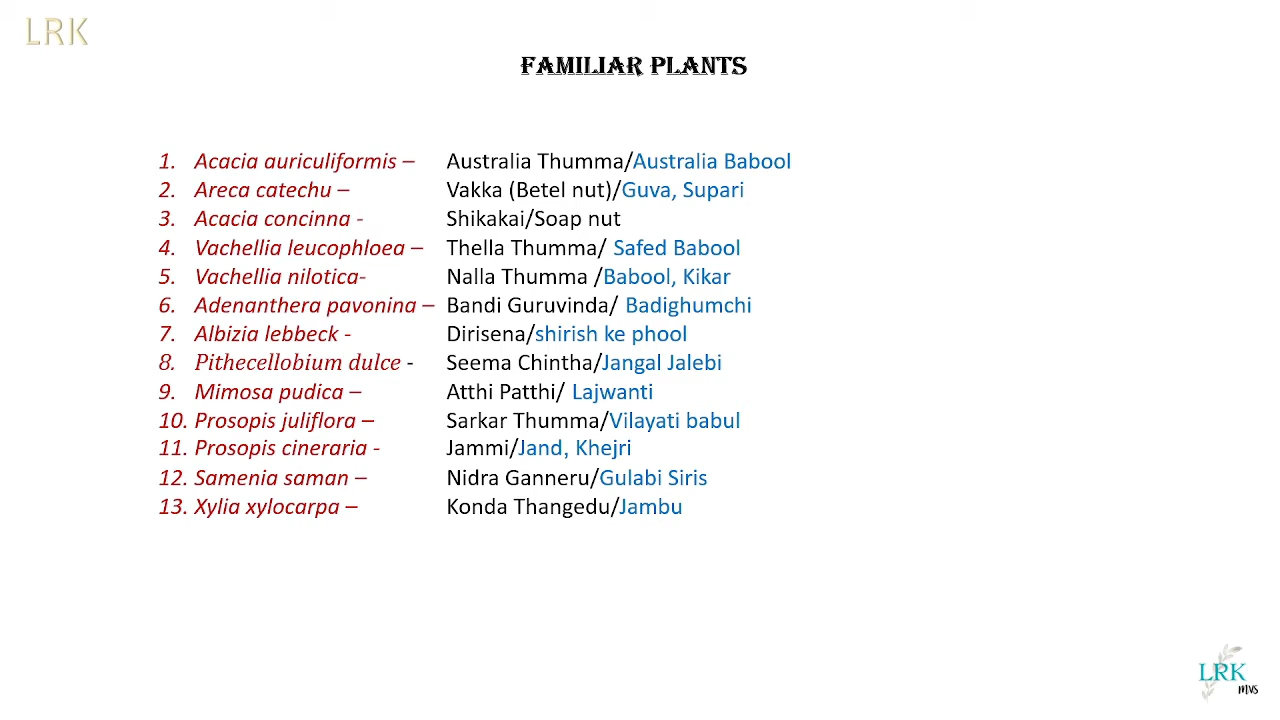 LRK
FAMILIAR PLANTS
1. Acacia auriculiformis – Australia Thumma/Australia Babool
2. Areca catechu – Vakka (Betel nut)/Guva, Supari
3. Acacia concinna - Shikakai/Soap nut
4. Vachellia leucophloea – Thella Thumma/ Safed Babool
5. Vachellia nilotica- Nalla Thumma /Babool, Kikar
6. Adenanthera pavonina – Bandi Guruvinda/ Badighumchi
7. Albizia lebbeck - Dirisena/shirish ke phool
8. Pithecellobium dulce - Seema Chintha/Jangal Jalebi
9. Mimosa pudica – Atthi Patthi/ Lajwanti
10. Prosopis juliflora – Sarkar Thumma/Vilayati babul
11. Prosopis cineraria - Jammi/Jand, Khejri
12. Samenia saman – Nidra Ganneru/Gulabi Siris
13. Xylia xylocarpa – Konda Thangedu/Jambu
LRK
MVS